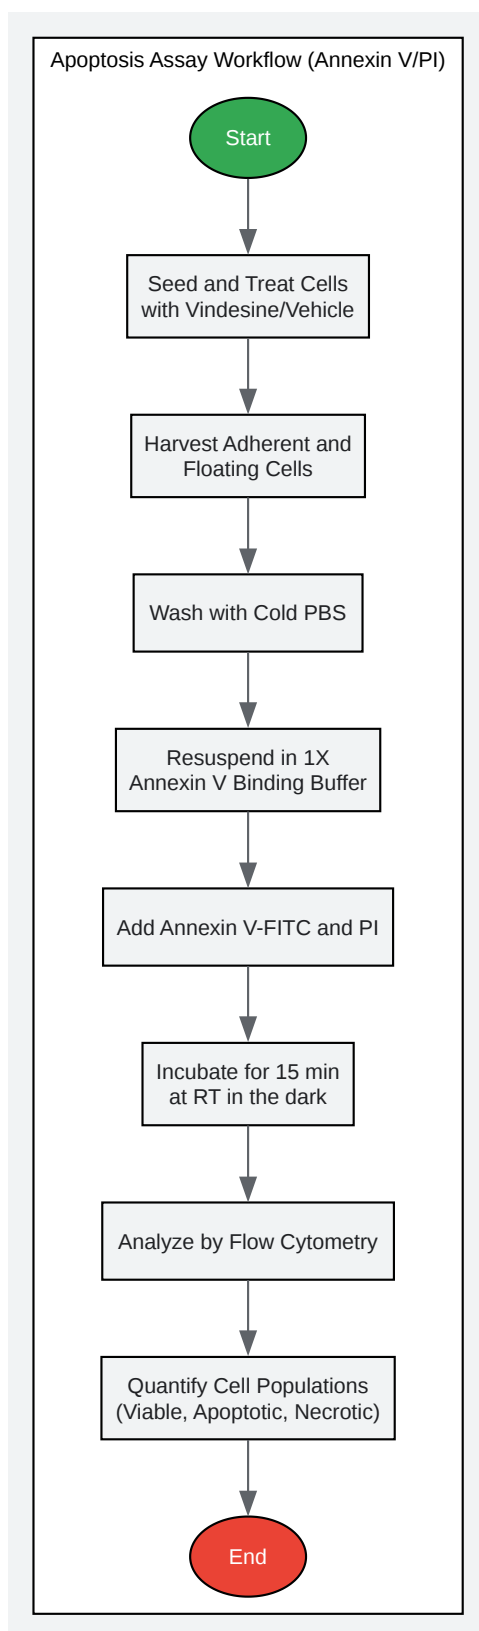 Apoptosis Assay Workflow (Annexin V/PI)
Start
Seed and Treat Cells
with Vindesine/Vehicle
Harvest Adherent and
Floating Cells
Wash with Cold PBS
Resuspend in 1X
Annexin V Binding Buffer
Add Annexin V-FITC and PI
Incubate for 15 min
at RT in the dark
Analyze by Flow Cytometry
Quantify Cell Populations
(Viable, Apoptotic, Necrotic)
End